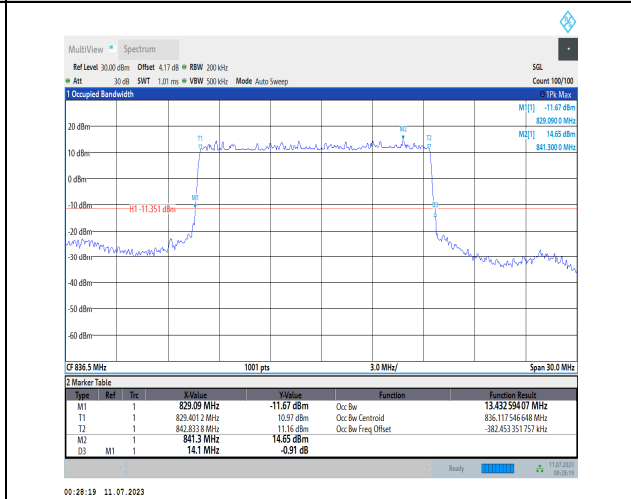 MultiView Spectrum
Ref Level 30.00 dBm Offset 4.17 dB RBW 200 kHz SGL
Att 30 dB SWT 1.01 ms VBW 500 kHz Mode Auto Sweep Count 100/100
1 Occupied Bandwidth 1Pk Max
M1[1] -11.67 dBm
829.090 0 MHz
M2[1] 14.65 dBm
841.300 0 MHz
M2
T1 T2
20 dBm
10 dBm
0 dBm
M1
-10 dBm
D3
H1 -11.351 dBm
-20 dBm
-30 dBm
-40 dBm
-50 dBm
-60 dBm
CF 836.5 MHz 1001 pts 3.0 MHz/ Span 30.0 MHz
2 Marker Table
Type Ref Trc X-Value Y-Value Function Function Result
M1 1 829.09 MHz -11.67 dBm Occ Bw 13.432 594 07 MHz
T1 1 829.401 2 MHz 10.97 dBm Occ Bw Centroid 836.117 546 648 MHz
T2 1 842.833 8 MHz 11.16 dBm Occ Bw Freq Offset -382.453 351 757 kHz
M2 1 841.3 MHz 14.65 dBm
D3 M1 1 14.1 MHz -0.91 dB
Ready 11.07.2023
00:28:19
00:28:19 11.07.2023